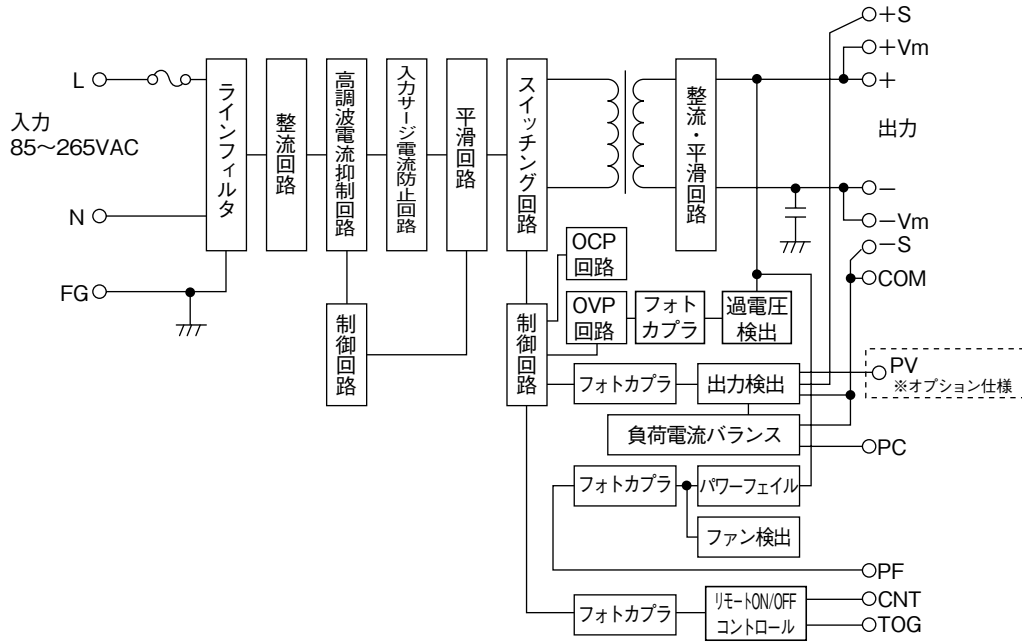 L
入力
85～265VAC
N
FG
ラインフィルタ
整流回路
高調波電流抑制回路
入力サージ電流防止回路
平滑回路
スイッチング回路
整流・平滑回路
+S
+Vm
+
出力
−
−Vm
−S
COM
制御回路
制御回路
OCP
回路
OVP
回路
フォト
カプラ
過電圧
検出
フォトカプラ
出力検出
PV
※オプション仕様
負荷電流バランス
PC
フォトカプラ
パワーフェイル
ファン検出
PF
フォトカプラ
リモートON/OFF
コントロール
CNT
TOG